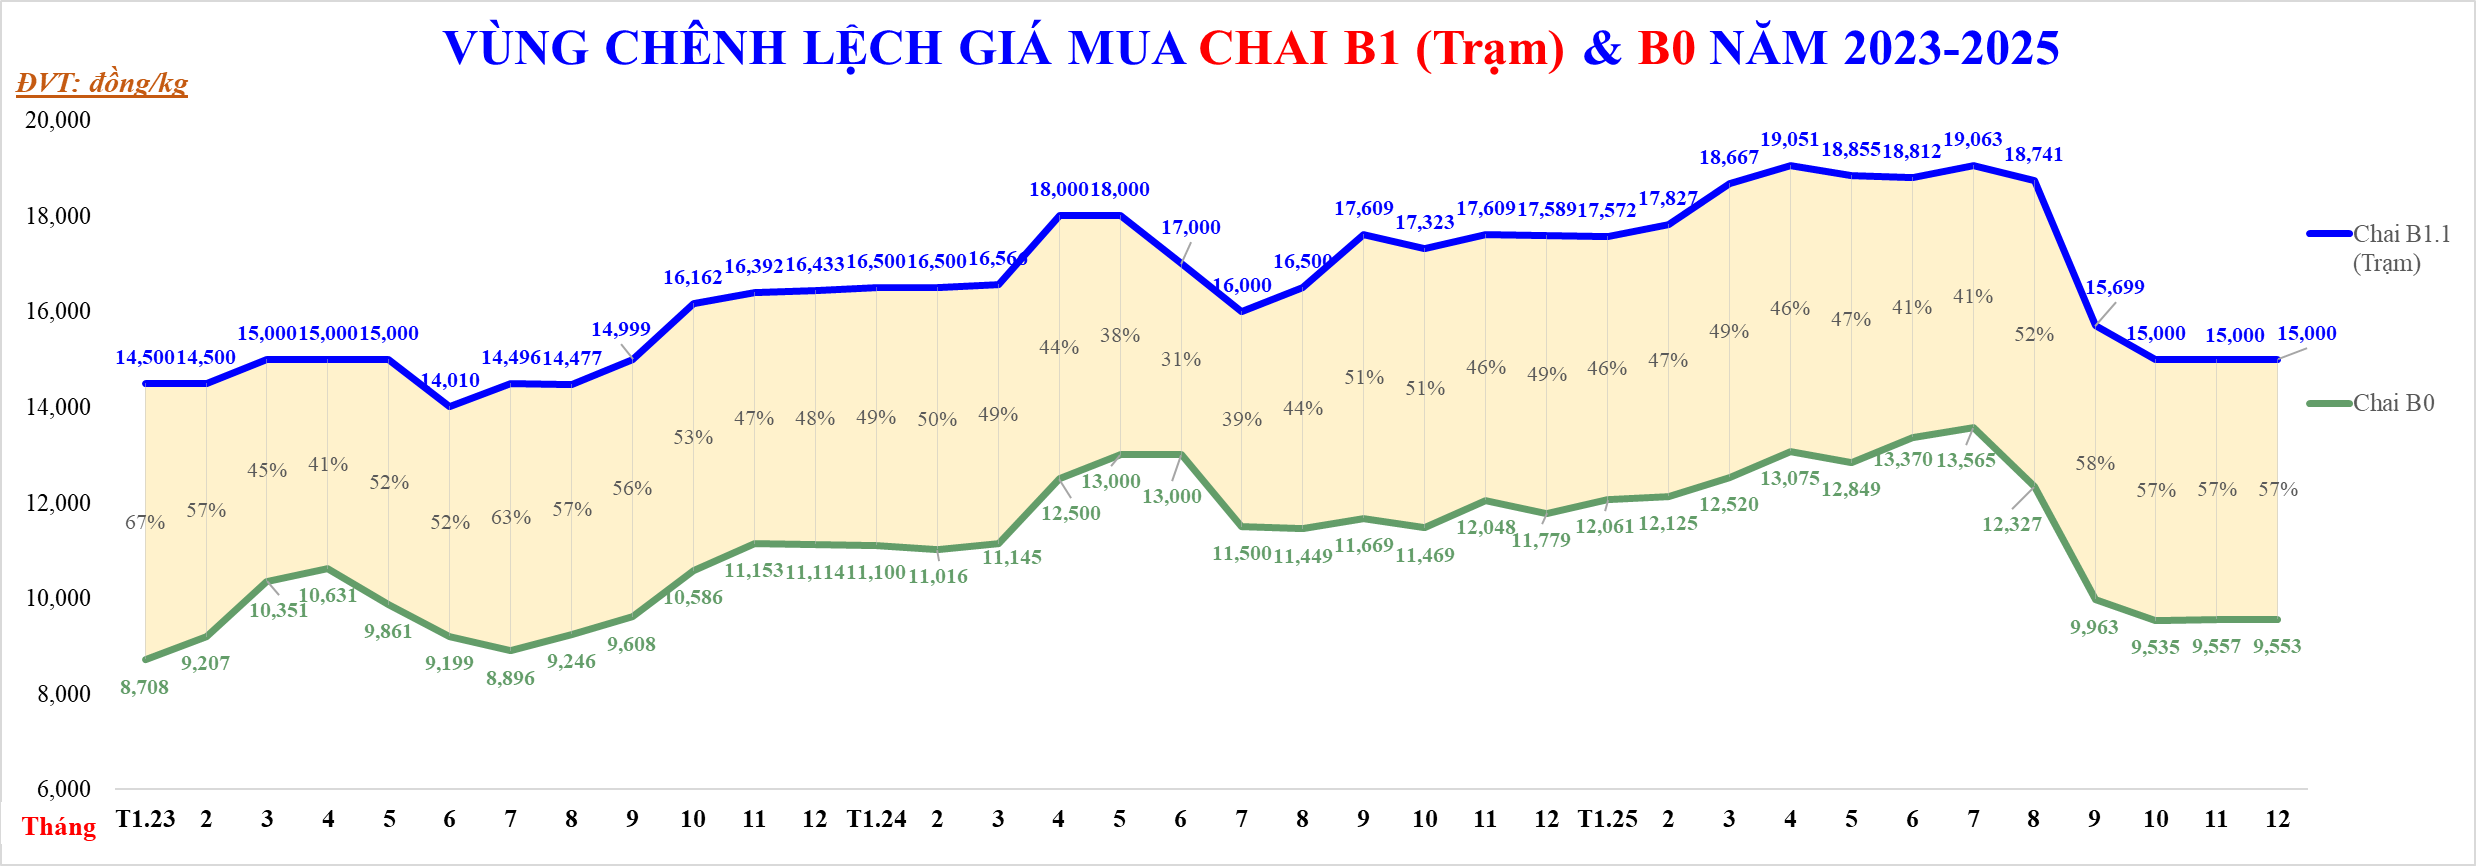 VÙNG CHÊNH LỆCH GIÁ MUA CHAI B1 (Trạm) & B0 NĂM 2023-2025
ĐVT: đồng/kg
20,000
18,000
16,000
14,000
12,000
10,000
8,000
6,000
14,500 14,500 15,000 15,000 15,000 14,010 14,496 14,477 14,999 16,162 16,392 16,433 16,500 16,500 16,566 18,000 18,000 17,000 16,000 16,500 17,609 17,323 17,609 17,589 17,572 17,827 18,667 19,051 18,855 18,812 19,063 18,741 15,699 15,000 15,000 15,000
67% 57% 45% 41% 52% 52% 63% 57% 56% 53% 47% 48% 49% 50% 49% 44% 38% 31% 39% 44% 51% 51% 46% 49% 46% 47% 49% 46% 47% 41% 41% 52% 58% 57% 57% 57%
8,708 9,207 10,351 10,631 9,861 9,199 8,896 9,246 9,608 10,586 11,153 11,114 11,100 11,016 11,145 12,500 13,000 13,000 11,500 11,449 11,669 11,469 12,048 11,779 12,061 12,125 12,520 13,075 12,849 13,370 13,565 12,327 9,963 9,535 9,557 9,553
Chai B1.1
(Trạm)
Chai B0
Tháng T1.23 2 3 4 5 6 7 8 9 10 11 12 T1.24 2 3 4 5 6 7 8 9 10 11 12 T1.25 2 3 4 5 6 7 8 9 10 11 12